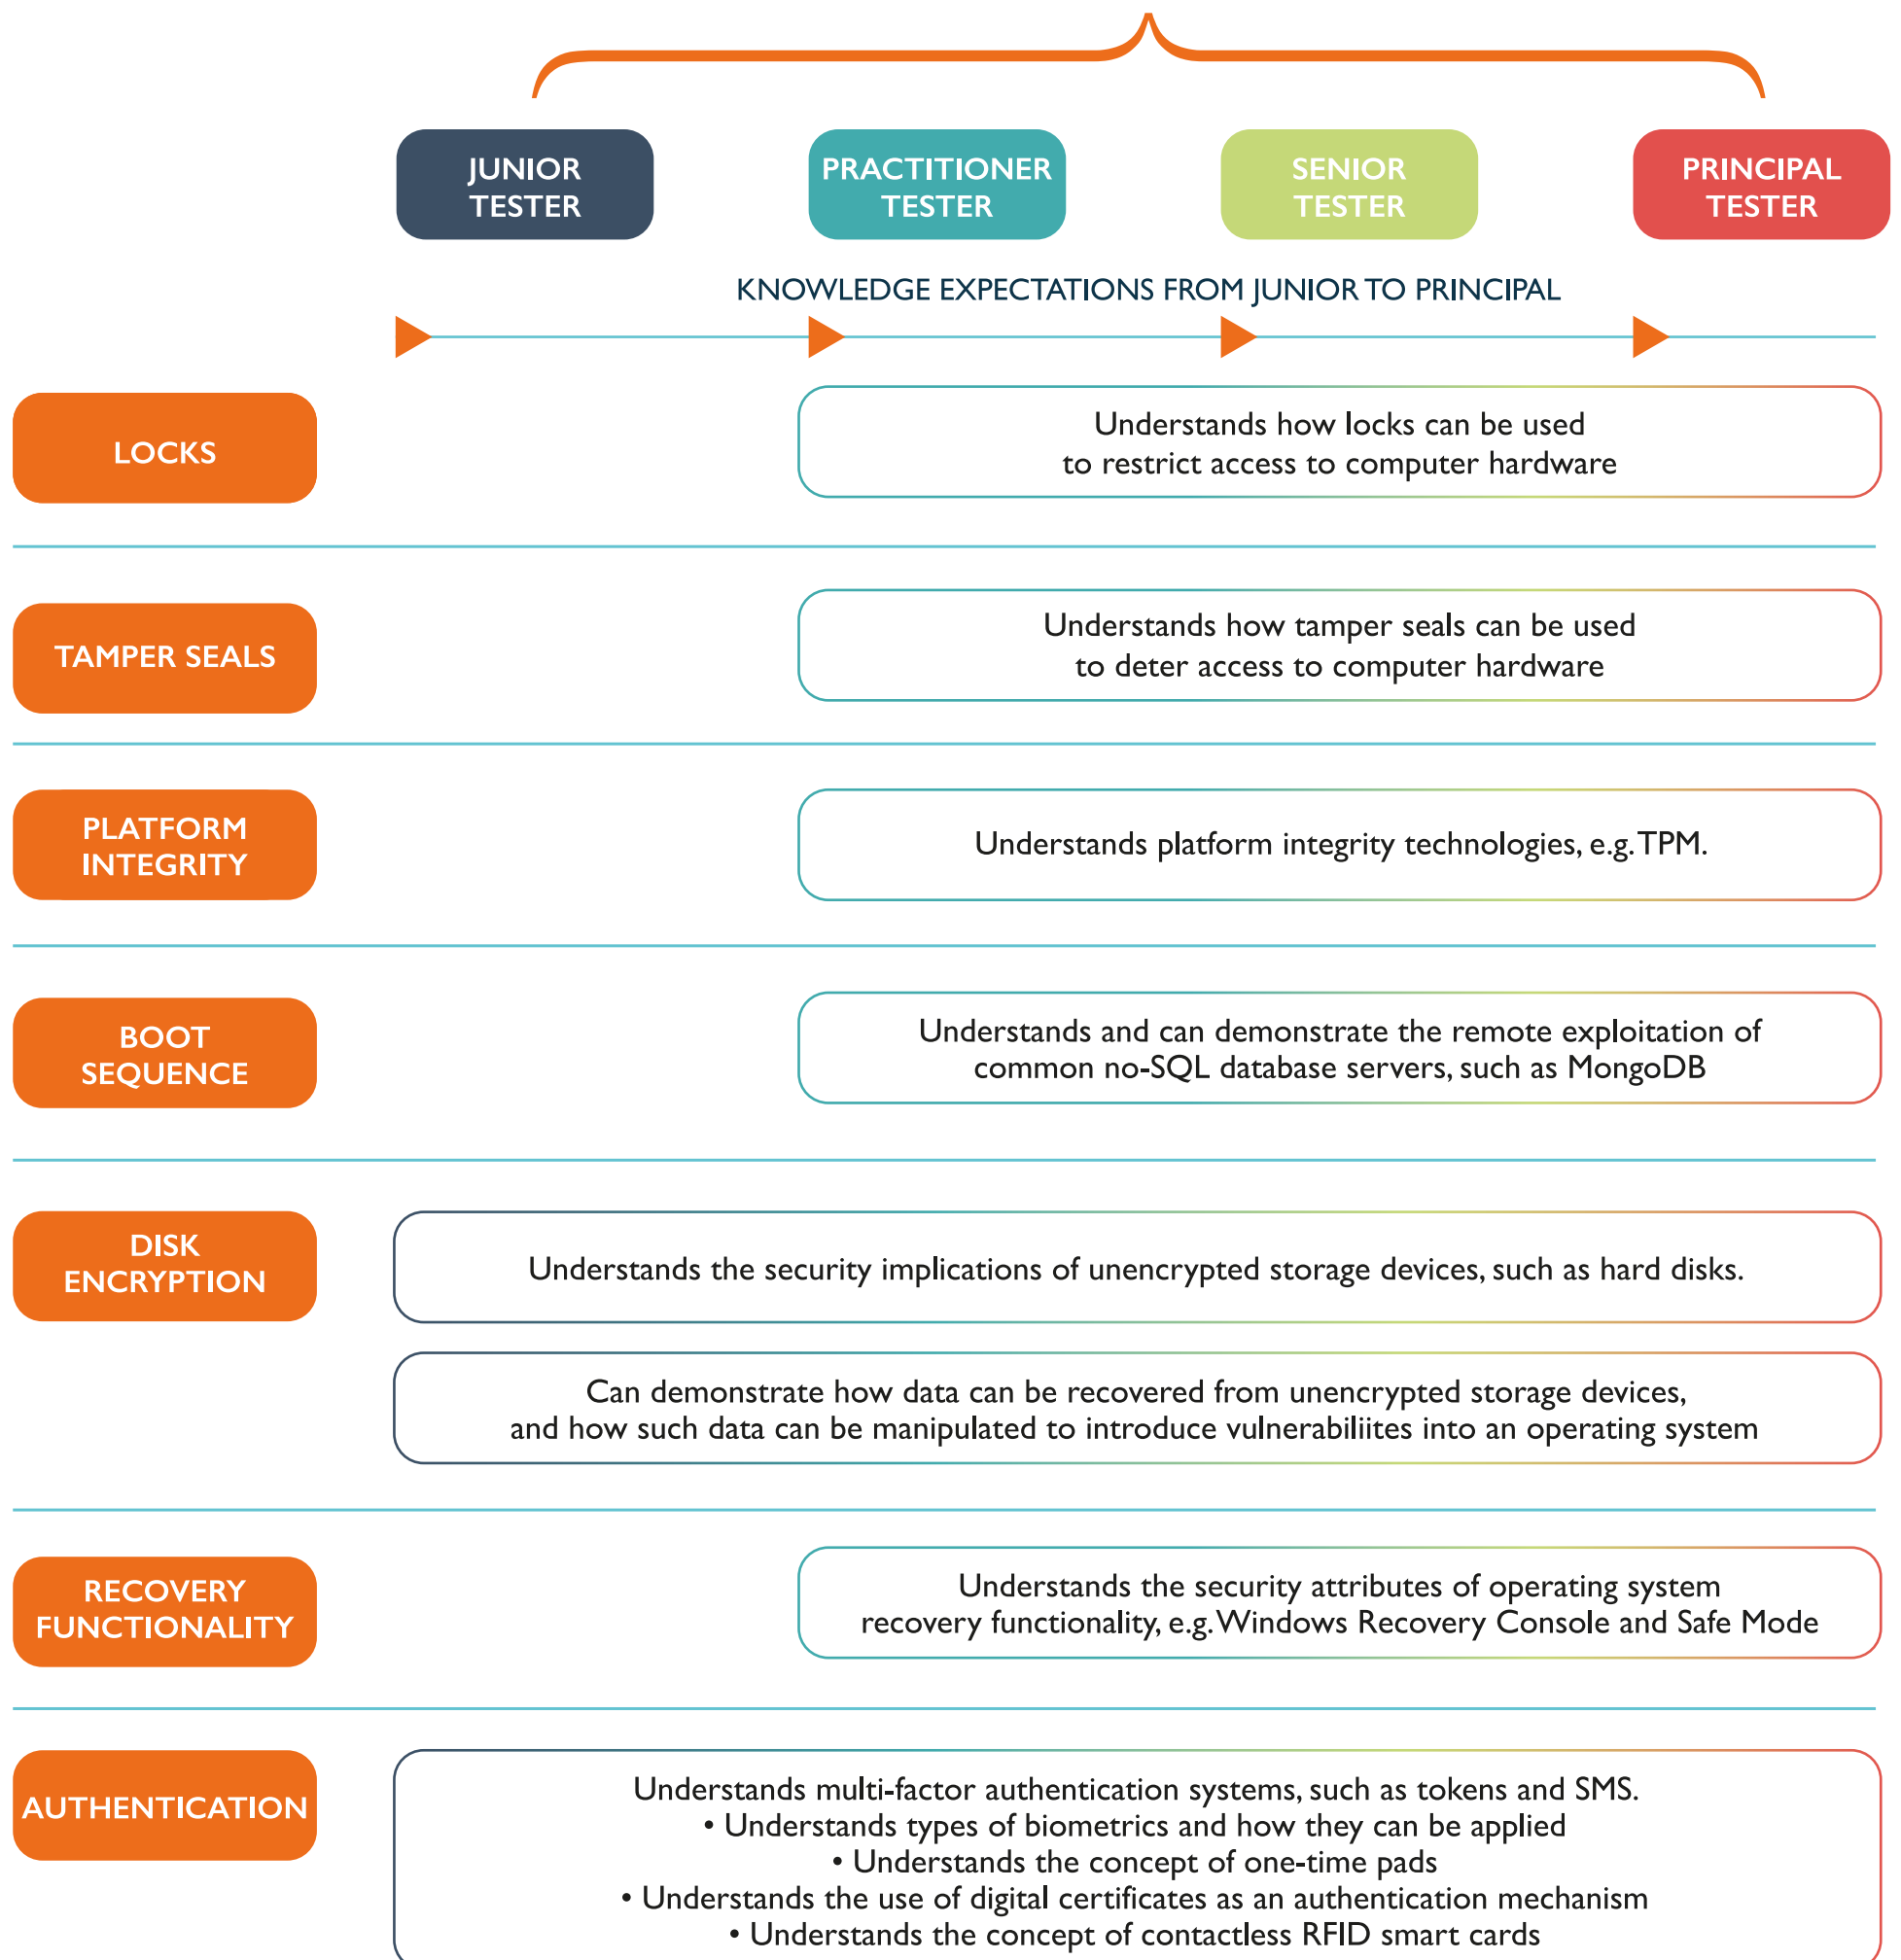 JUNIOR
TESTER
PRACTITIONER
TESTER
SENIOR
TESTER
PRINCIPAL
TESTER
KNOWLEDGE EXPECTATIONS FROM JUNIOR TO PRINCIPAL
LOCKS
Understands how locks can be used
to restrict access to computer hardware
TAMPER SEALS
Understands how tamper seals can be used
to deter access to computer hardware
PLATFORM
INTEGRITY
Understands platform integrity technologies, e.g. TPM.
BOOT
SEQUENCE
Understands and can demonstrate the remote exploitation of
common no-SQL database servers, such as MongoDB
DISK
ENCRYPTION
Understands the security implications of unencrypted storage devices, such as hard disks.
Can demonstrate how data can be recovered from unencrypted storage devices,
and how such data can be manipulated to introduce vulnerabiliites into an operating system
RECOVERY
FUNCTIONALITY
Understands the security attributes of operating system
recovery functionality, e.g. Windows Recovery Console and Safe Mode
AUTHENTICATION
Understands multi-factor authentication systems, such as tokens and SMS.
• Understands types of biometrics and how they can be applied
• Understands the concept of one-time pads
• Understands the use of digital certificates as an authentication mechanism
• Understands the concept of contactless RFID smart cards